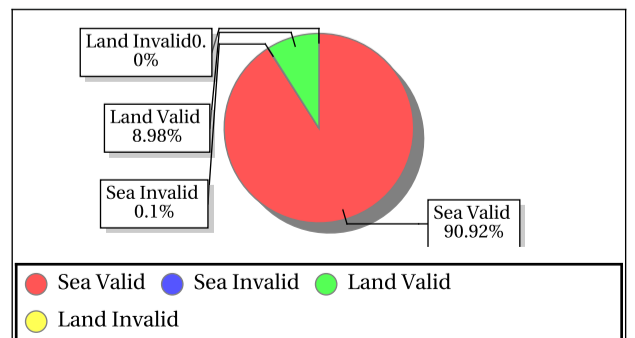 Land Invalid0.
0%
Land Valid
8.98%
Sea Invalid
0.1%
Sea Valid
90.92%
Sea Valid
Sea Invalid
Land Valid
Land Invalid